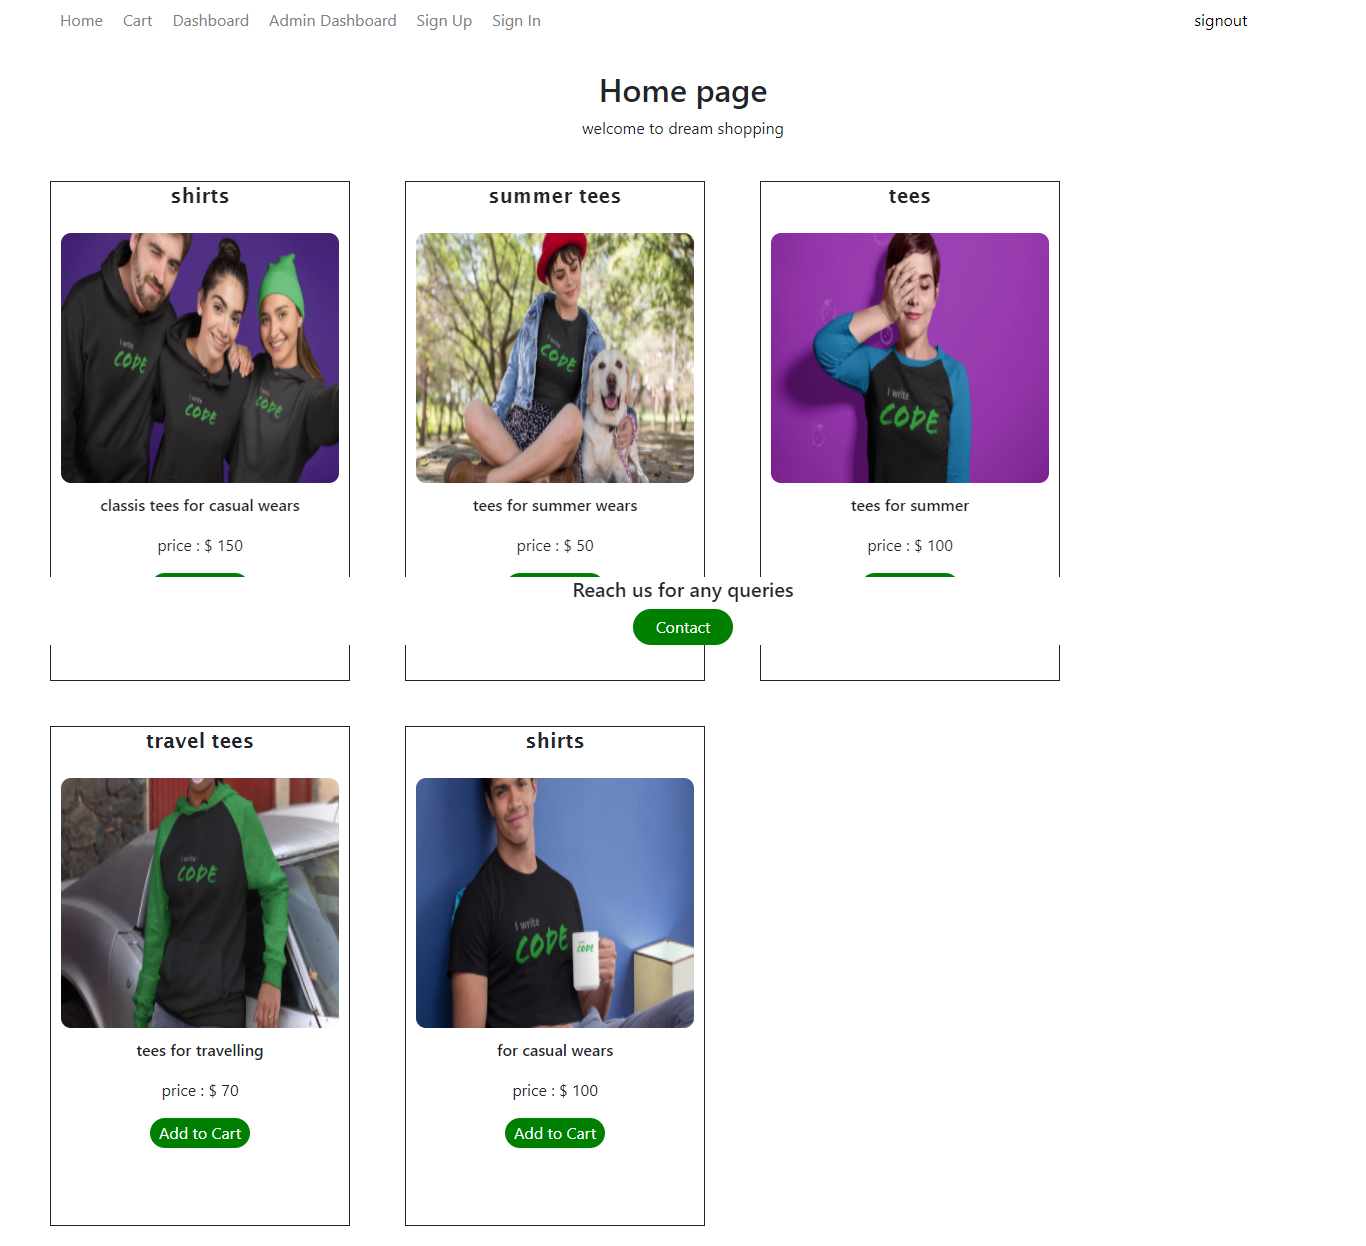 Home Cart Dashboard Admin Dashboard Sign Up Sign In signout
Home page
welcome to dream shopping
shirts
I write
CODE
I write
CODE
I write
CODE
classis tees for casual wears
price : $ 150
summer tees
I write
CODE
tees for summer wears
price : $ 50
tees
I write
CODE
tees for summer
price : $ 100
Reach us for any queries
Contact
travel tees
I write
CODE
tees for travelling
price : $ 70
Add to Cart
shirts
I write
CODE
CODE
for casual wears
price : $ 100
Add to Cart